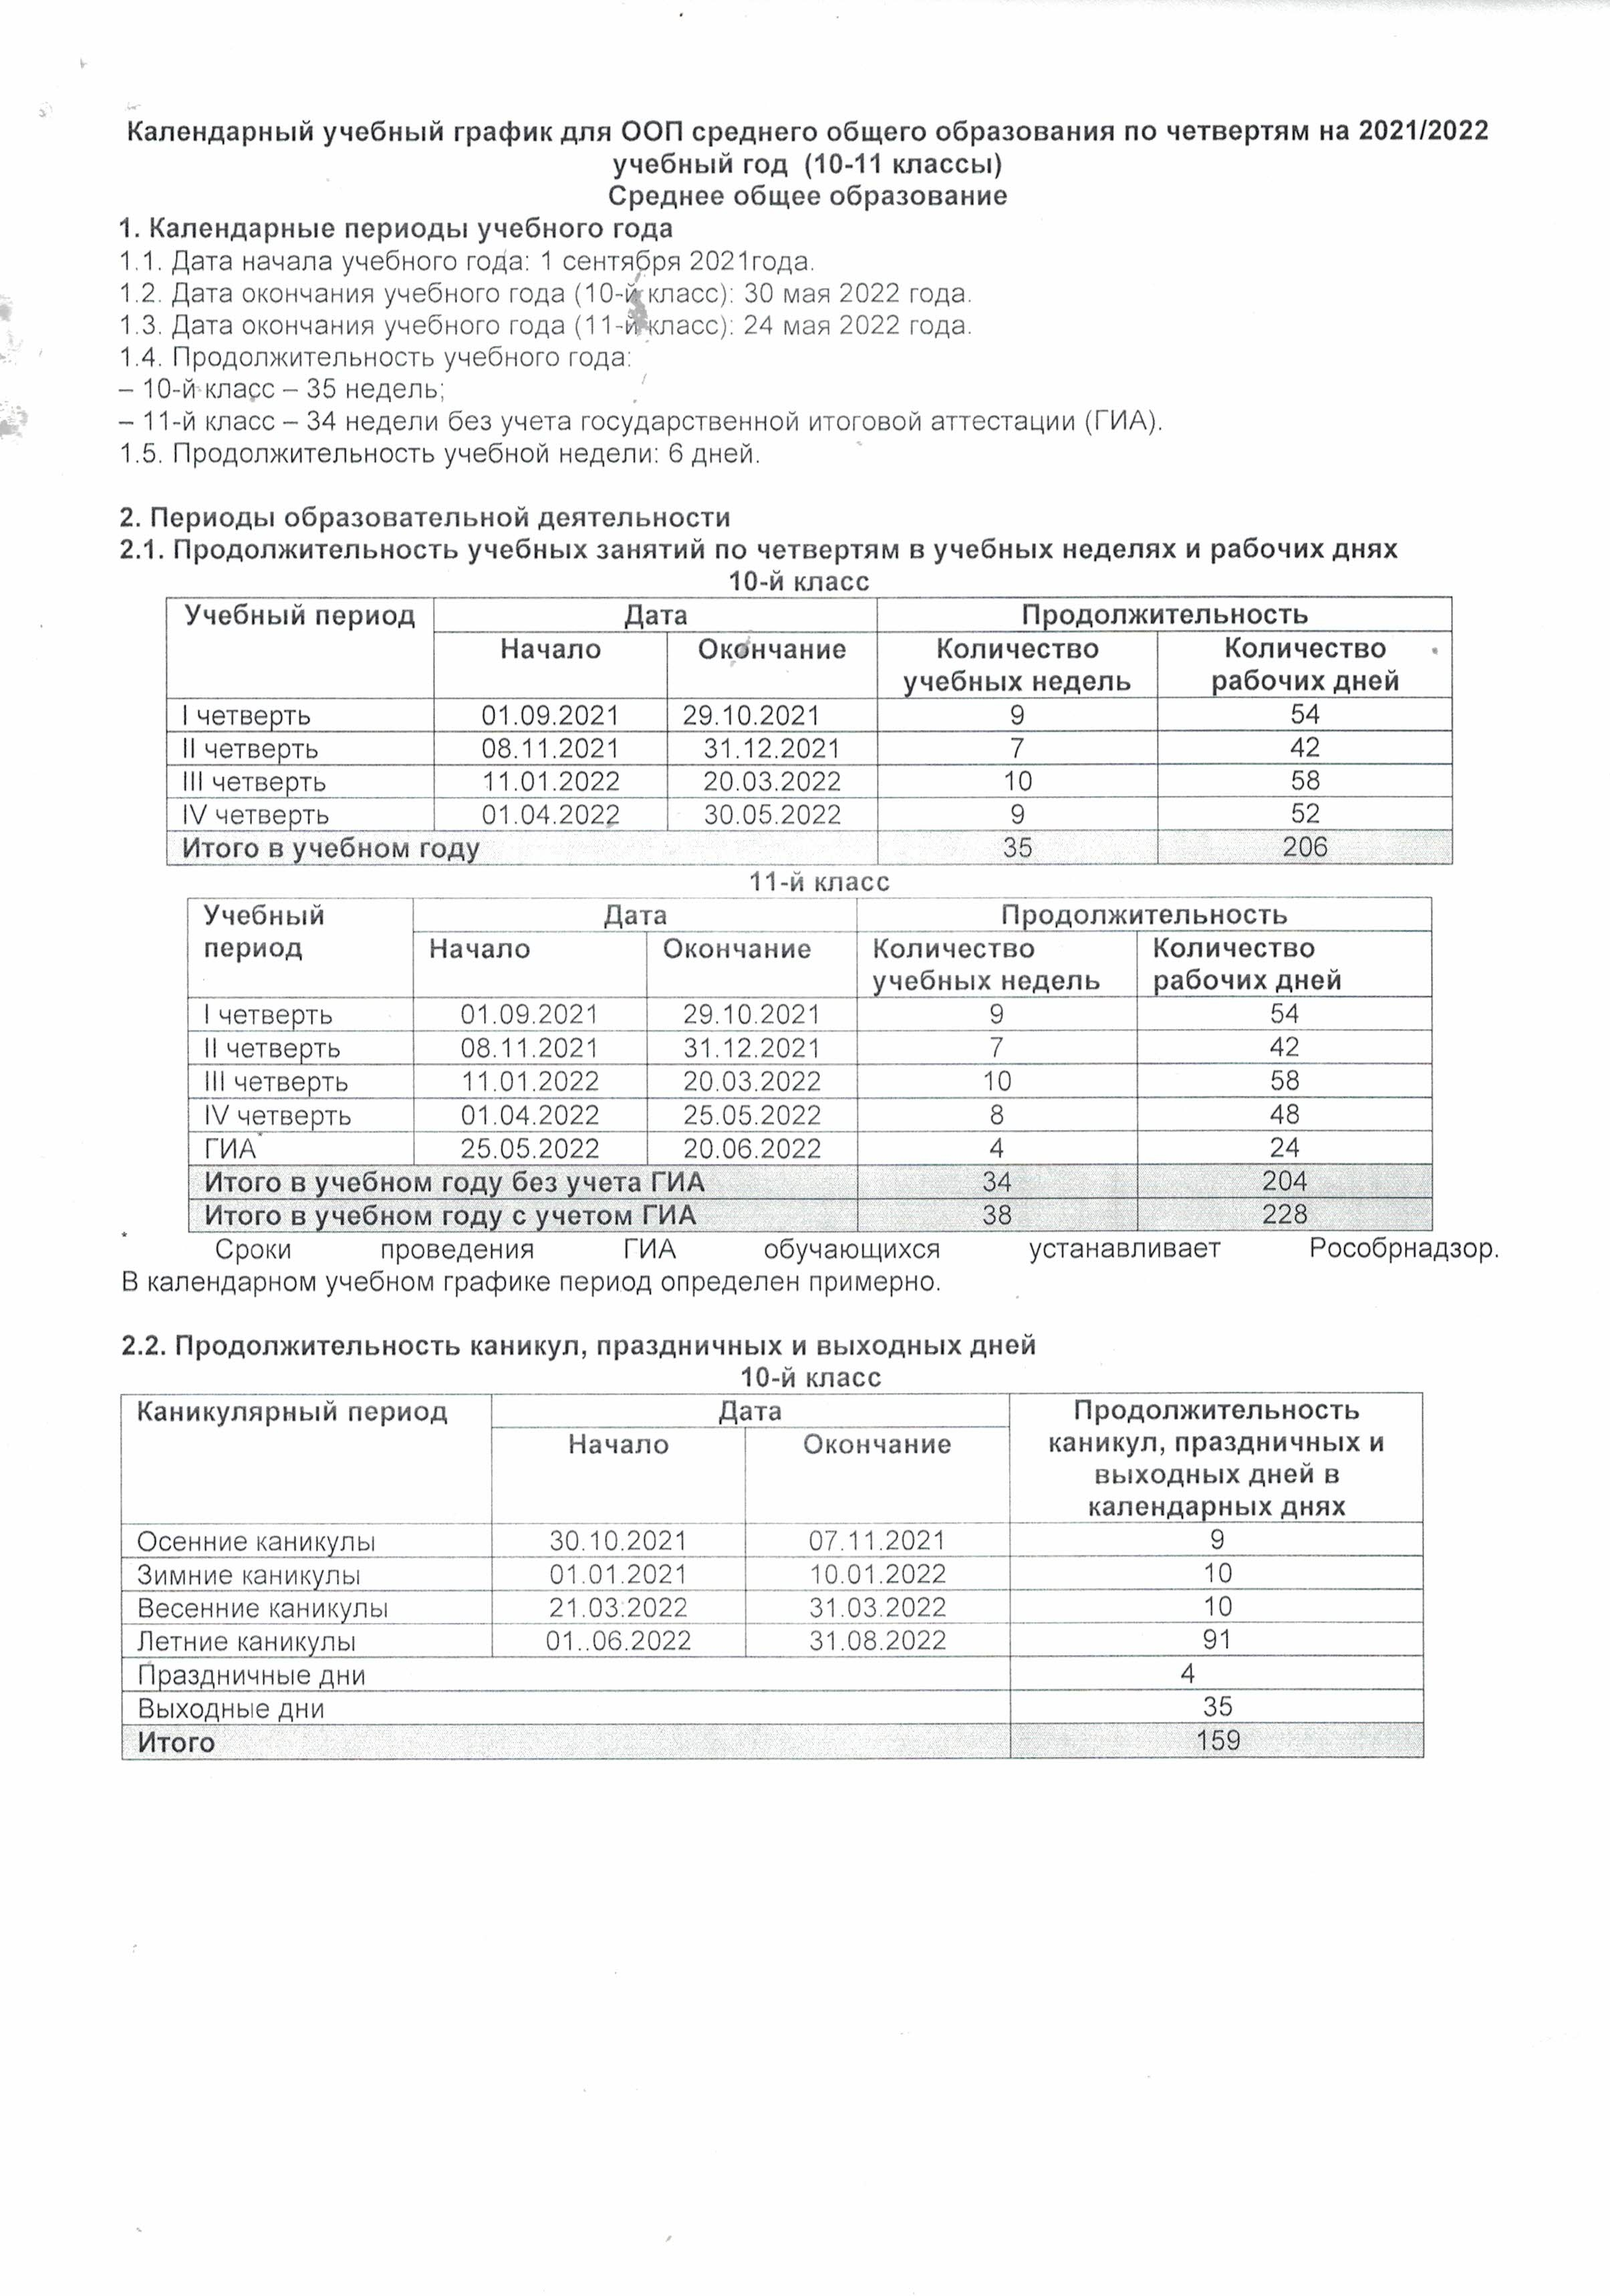 Календарный учебный график для ООП среднего общего образования по четвертям на 2021/2022
учебный год (10-11 классы)
Среднее общее образование
1. Календарные периоды учебного года
1.1. Дата начала учебного года: 1 сентября 2021года.
1.2. Дата окончания учебного года (10-й класс): 30 мая 2022 года.
1.3. Дата окончания учебного года (11-й класс): 24 мая 2022 года.
1.4. Продолжительность учебного года:
– 10-й класс – 35 недель;
– 11-й класс – 34 недели без учета государственной итоговой аттестации (ГИА).
1.5. Продолжительность учебной недели: 6 дней.
2. Периоды образовательной деятельности
2.1. Продолжительность учебных занятий по четвертям в учебных неделях и рабочих днях
10-й класс
Учебный период Дата Продолжительность
Начало Окончание Количество Количество
учебных недель рабочих дней
I четверть 01.09.2021 29.10.2021 9 54
II четверть 08.11.2021 31.12.2021 7 42
III четверть 11.01.2022 20.03.2022 10 58
IV четверть 01.04.2022 30.05.2022 9 52
Итого в учебном году 35 206
11-й класс
Учебный Дата Продолжительность
период Начало Окончание Количество Количество
учебных недель рабочих дней
I четверть 01.09.2021 29.10.2021 9 54
II четверть 08.11.2021 31.12.2021 7 42
III четверть 11.01.2022 20.03.2022 10 58
IV четверть 01.04.2022 25.05.2022 8 48
ГИА* 25.05.2022 20.06.2022 4 24
Итого в учебном году без учета ГИА 34 204
Итого в учебном году с учетом ГИА 38 228
* Сроки проведения ГИА обучающихся устанавливает Рособрнадзор.
В календарном учебном графике период определен примерно.
2.2. Продолжительность каникул, праздничных и выходных дней
10-й класс
Каникулярный период Дата Продолжительность
Начало Окончание каникул, праздничных и
выходных дней в
календарных днях
Осенние каникулы 30.10.2021 07.11.2021 9
Зимние каникулы 01.01.2021 10.01.2022 10
Весенние каникулы 21.03.2022 31.03.2022 10
Летние каникулы 01..06.2022 31.08.2022 91
Праздничные дни 4
Выходные дни 35
Итого 159